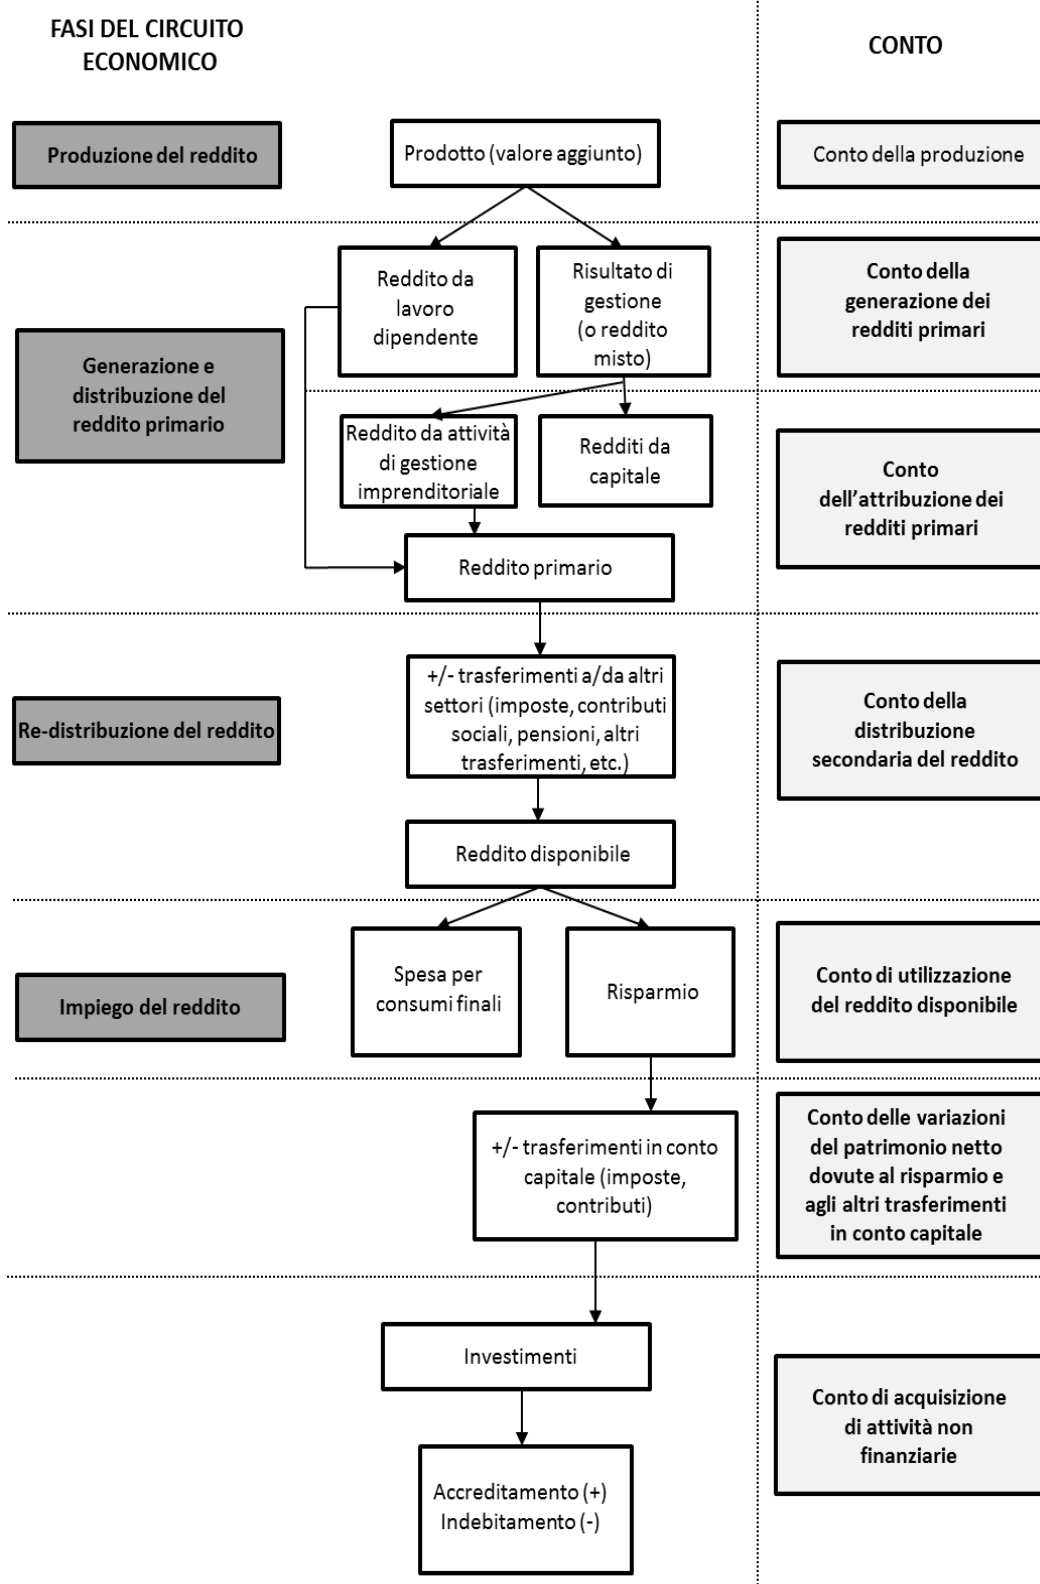 FASI DEL CIRCUITO
ECONOMICO
CONTO
Produzione del reddito
Prodotto (valore aggiunto)
Conto della produzione
Reddito da
lavoro
dipendente
Risultato di
gestione
(o reddito
misto)
Conto della
generazione dei
redditi primari
Generazione e
distribuzione del
reddito primario
Reddito da attività
di gestione
imprenditoriale
Redditi da
capitale
Conto
dell'attribuzione dei
redditi primari
Reddito primario
+/- trasferimenti a/da altri
settori (imposte, contributi
sociali, pensioni, altri
trasferimenti, etc.)
Re-distribuzione del reddito
Conto della
distribuzione
secondaria del reddito
Reddito disponibile
Spesa per
consumi finali
Risparmio
Impiego del reddito
Conto di utilizzazione
del reddito disponibile
+/- trasferimenti in conto
capitale (imposte,
contributi)
Conto delle variazioni
del patrimonio netto
dovute al risparmio e
agli altri trasferimenti
in conto capitale
Investimenti
Conto di acquisizione
di attività non
finanziarie
Accreditamento (+)
Indebitamento (-)